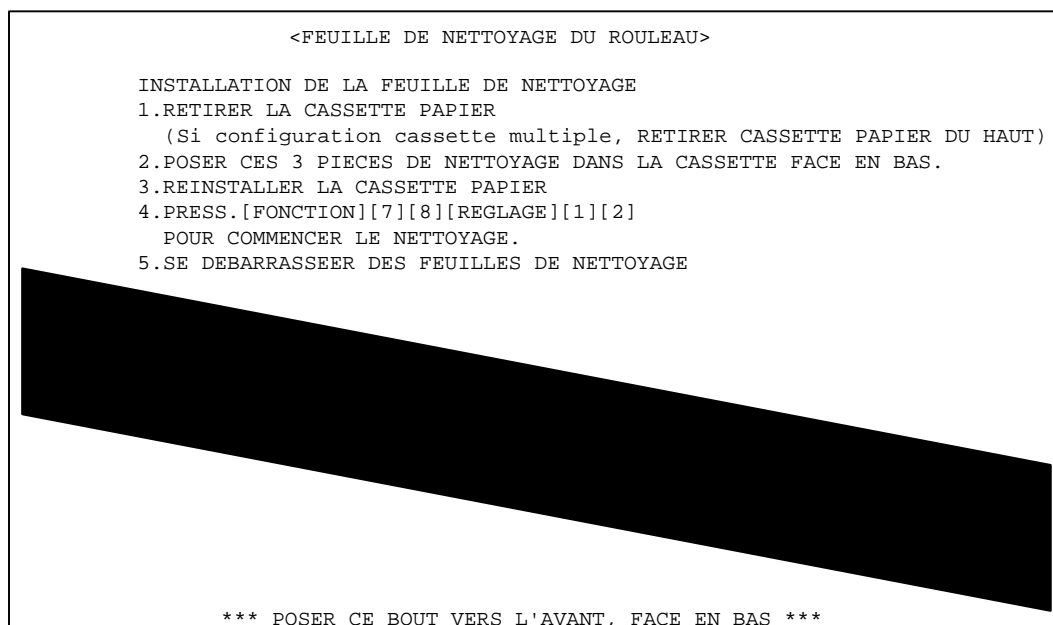 <FEUILLE DE NETTOYAGE DU ROULEAU>
INSTALLATION DE LA FEUILLE DE NETTOYAGE
1.RETIRER LA CASSETTE PAPIER
(Si configuration cassette multiple, RETIRER CASSETTE PAPIER DU HAUT)
2.POSER CES 3 PIECES DE NETTOYAGE DANS LA CASSETTE FACE EN BAS.
3.REINSTALLER LA CASSETTE PAPIER
4.PRESS.[FONCTION][7][8][REGLAGE][1][2]
POUR COMMENCER LE NETTOYAGE.
5.SE DEBARRASSEER DES FEUILLES DE NETTOYAGE
*** POSER CE BOUT VERS L'AVANT, FACE EN BAS ***